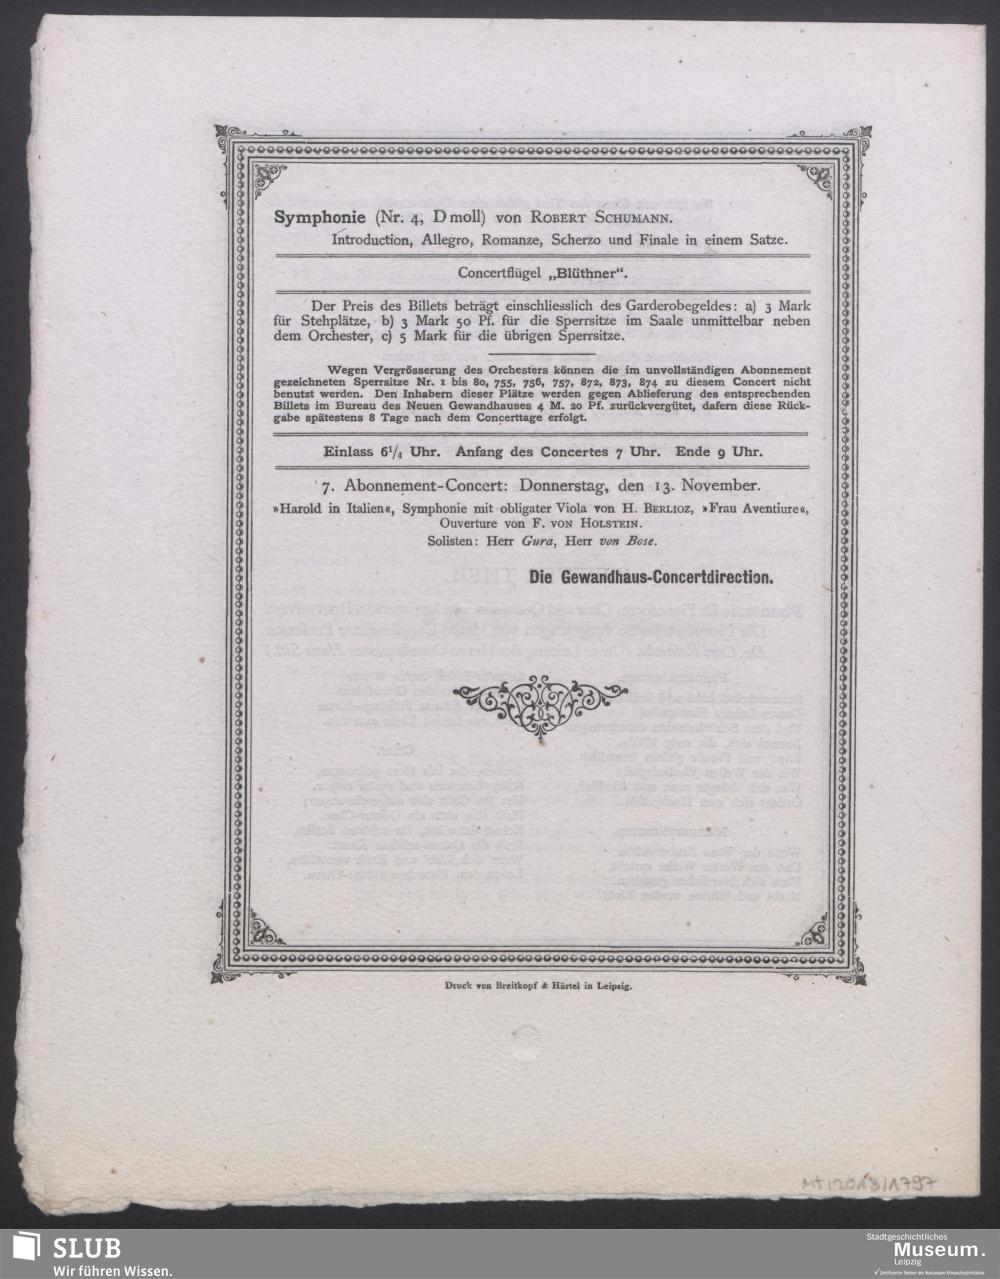 Symphonie (Nr. 4, D moll) von ROBERT SCHUMANN.
Introduction, Allegro, Romanze, Scherzo und Finale in einem Satze.
Concertflügel „Blüthner“.
Der Preis des Billets beträgt einschliesslich des Garderobegeldes: a) 3 Mark
für Stehplätze, b) 3 Mark 50 Pf. für die Sperrsitze im Saale unmittelbar neben
dem Orchester, c) 5 Mark für die übrigen Sperrsitze.
Wegen Vergrösserung des Orchesters können die im unvollständigen Abonnement
gezeichneten Sperrsitze Nr. 1 bis 80, 755, 756, 757, 872, 873, 874 zu diesem Concert nicht
benutzt werden. Den Inhabern dieser Plätze werden gegen Ablieferung des entsprechenden
Billets im Bureau des Neuen Gewandhauses 4 M. 20 Pf. zurückvergütet, dafern diese Rück-
gabe spätestens 8 Tage nach dem Concerttage erfolgt.
Einlass 6¼ Uhr. Anfang des Concertes 7 Uhr. Ende 9 Uhr.
7. Abonnement-Concert: Donnerstag, den 13. November.
»Harold in Italien«, Symphonie mit obligater Viola von H. BERLIOZ, »Frau Aventiure«,
Ouverture von F. VON HOLSTEIN.
Solisten: Herr Gura, Herr von Bose.
Die Gewandhaus-Concertdirection.
Druck von Breitkopf & Härtel in Leipzig.
MT/2018/1797
SLUB
Wir führen Wissen.
Stadtgeschichtliches
Museum.
Leipzig
Zertifizierter Partner der Nationalen Klimaschutzinitiative